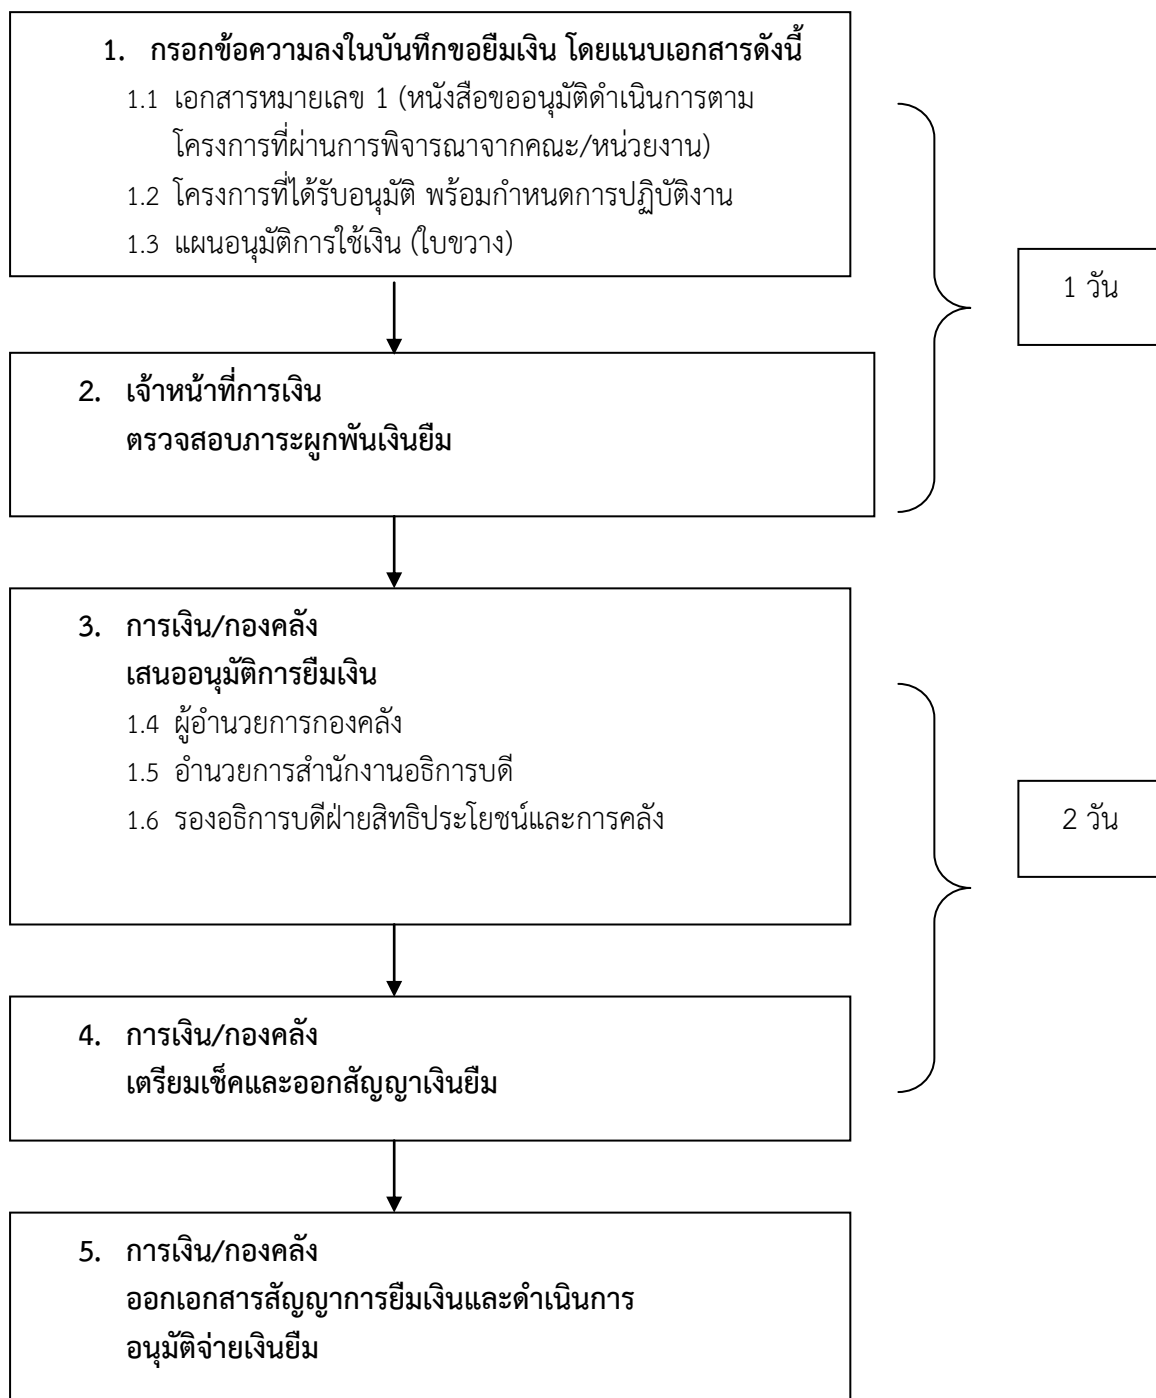 1. กรอกข้อความลงในบันทึกขอยืมเงิน โดยแนบเอกสารดังนี้
1.1 เอกสารหมายเลข 1 (หนังสือขออนุมัติดำเนินการตาม
โครงการที่ผ่านการพิจารณาจากคณะ/หน่วยงาน)
1.2 โครงการที่ได้รับอนุมัติ พร้อมกำหนดการปฏิบัติงาน
1.3 แผนอนุมัติการใช้เงิน (ใบขวาง)
1 วัน
2. เจ้าหน้าที่การเงิน
ตรวจสอบภาระผูกพันเงินยืม
3. การเงิน/กองคลัง
เสนออนุมัติการยืมเงิน
1.4 ผู้อำนวยการกองคลัง
1.5 อำนวยการสำนักงานอธิการบดี
1.6 รองอธิการบดีฝ่ายสิทธิประโยชน์และการคลัง
2 วัน
4. การเงิน/กองคลัง
เตรียมเช็คและออกสัญญาเงินยืม
5. การเงิน/กองคลัง
ออกเอกสารสัญญาการยืมเงินและดำเนินการ
อนุมัติจ่ายเงินยืม